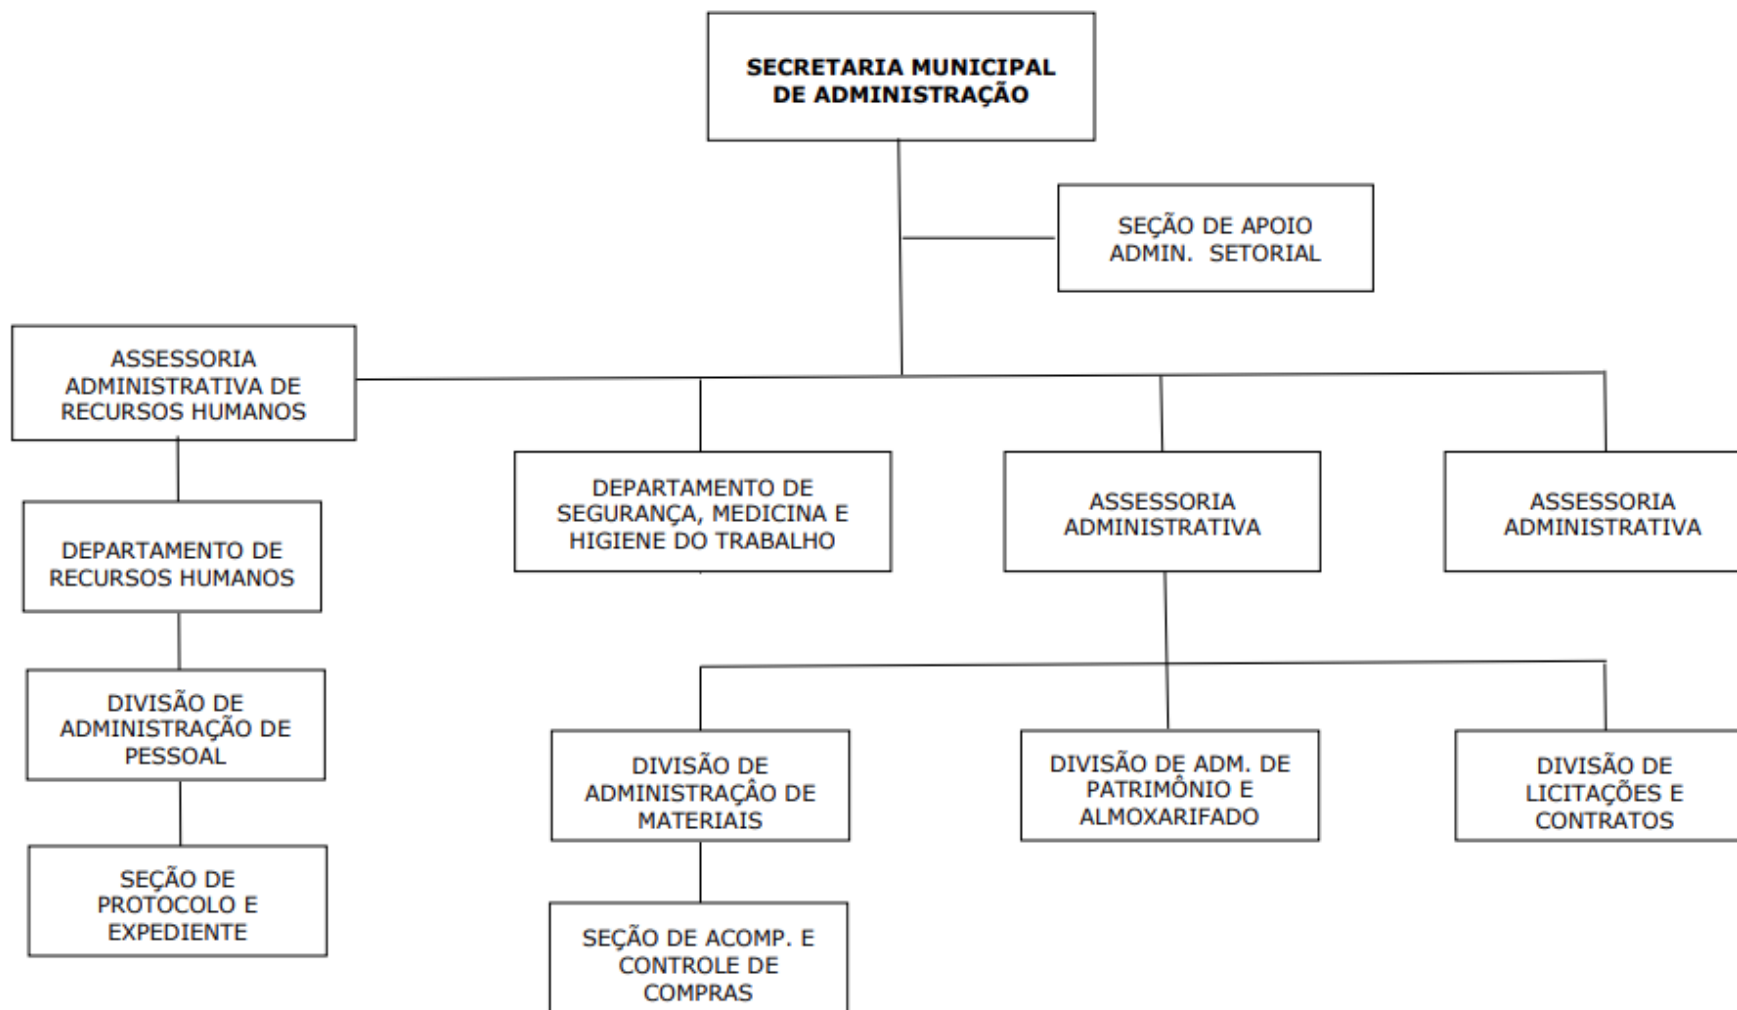 SECRETARIA MUNICIPAL
DE ADMINISTRAÇÃO
SEÇÃO DE APOIO
ADMIN. SETORIAL
ASSESSORIA
ADMINISTRATIVA DE
RECURSOS HUMANOS
DEPARTAMENTO DE
SEGURANÇA, MEDICINA E
HIGIENE DO TRABALHO
ASSESSORIA
ADMINISTRATIVA
ASSESSORIA
ADMINISTRATIVA
DEPARTAMENTO DE
RECURSOS HUMANOS
DIVISÃO DE
ADMINISTRAÇÃO DE
PESSOAL
DIVISÃO DE
ADMINISTRAÇÂO DE
MATERIAIS
DIVISÃO DE ADM. DE
PATRIMÔNIO E
ALMOXARIFADO
DIVISÃO DE
LICITAÇÕES E
CONTRATOS
SEÇÃO DE
PROTOCOLO E
EXPEDIENTE
SEÇÃO DE ACOMP. E
CONTROLE DE
COMPRAS